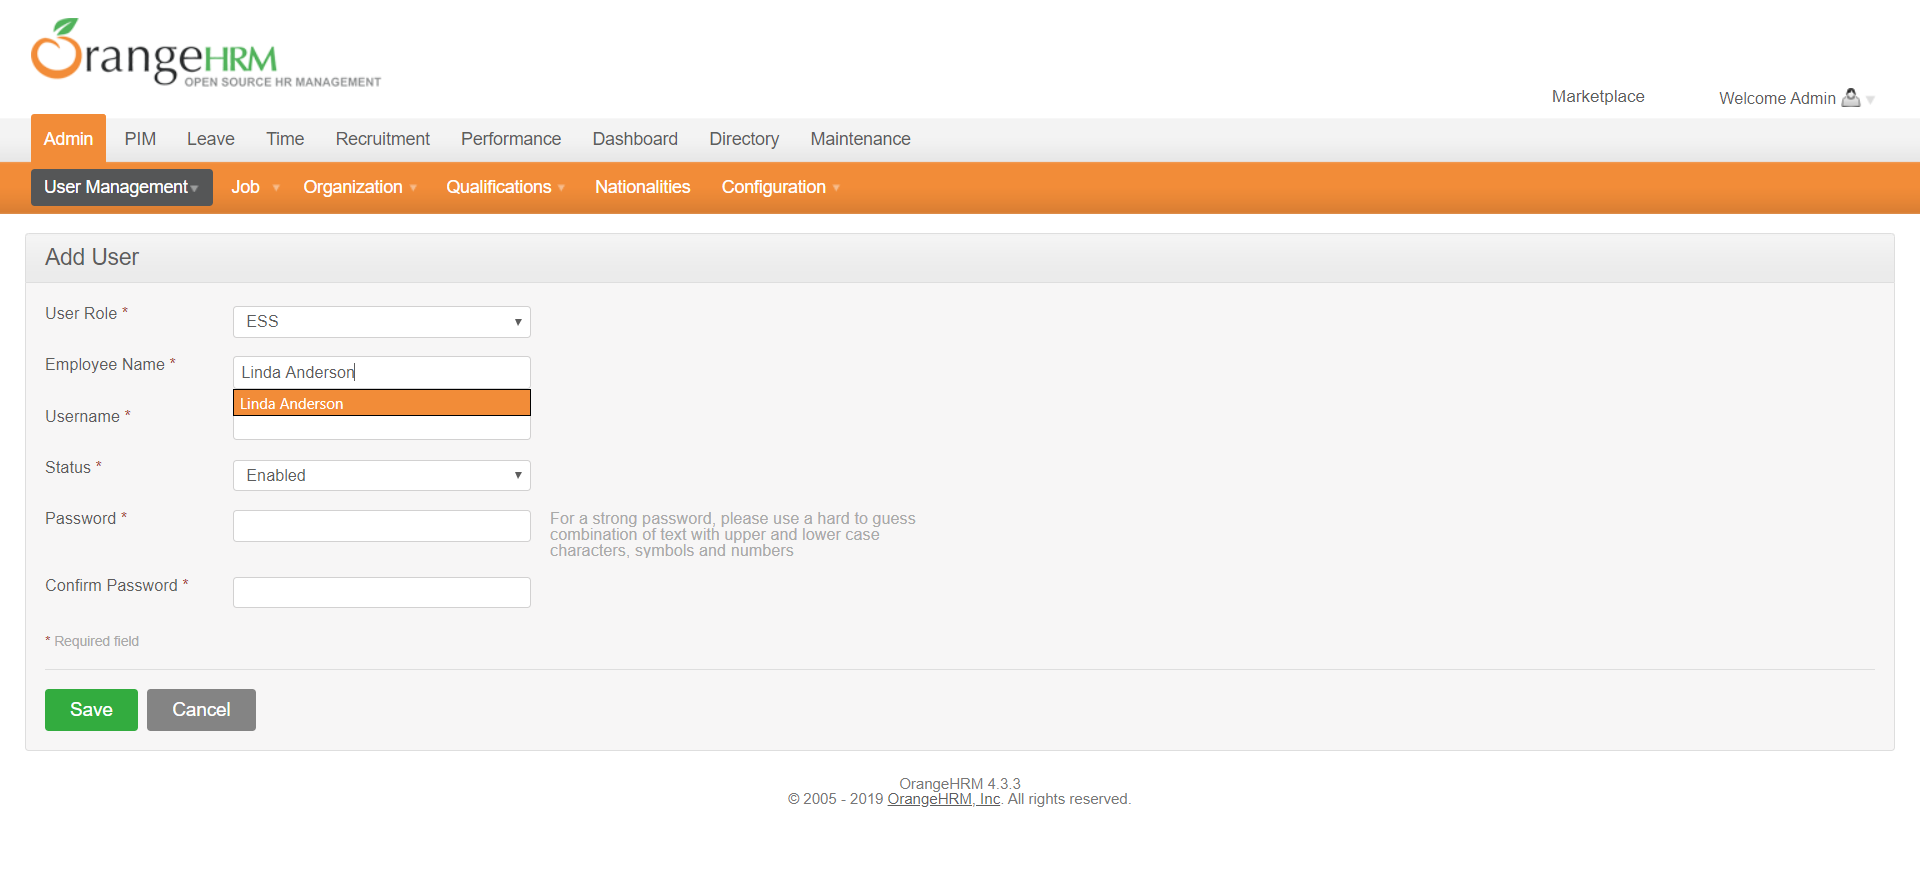 OrangeHRM
OPEN SOURCE HR MANAGEMENT
Marketplace
Welcome Admin
Admin PIM Leave Time Recruitment Performance Dashboard Directory Maintenance
User Management Job Organization Qualifications Nationalities Configuration
Add User
User Role *
ESS
Employee Name *
Linda Anderson
Linda Anderson
Username *
Status *
Enabled
Password *
For a strong password, please use a hard to guess
combination of text with upper and lower case
characters, symbols and numbers
Confirm Password *
* Required field
Save Cancel
OrangeHRM 4.3.3
© 2005 - 2019 OrangeHRM, Inc. All rights reserved.